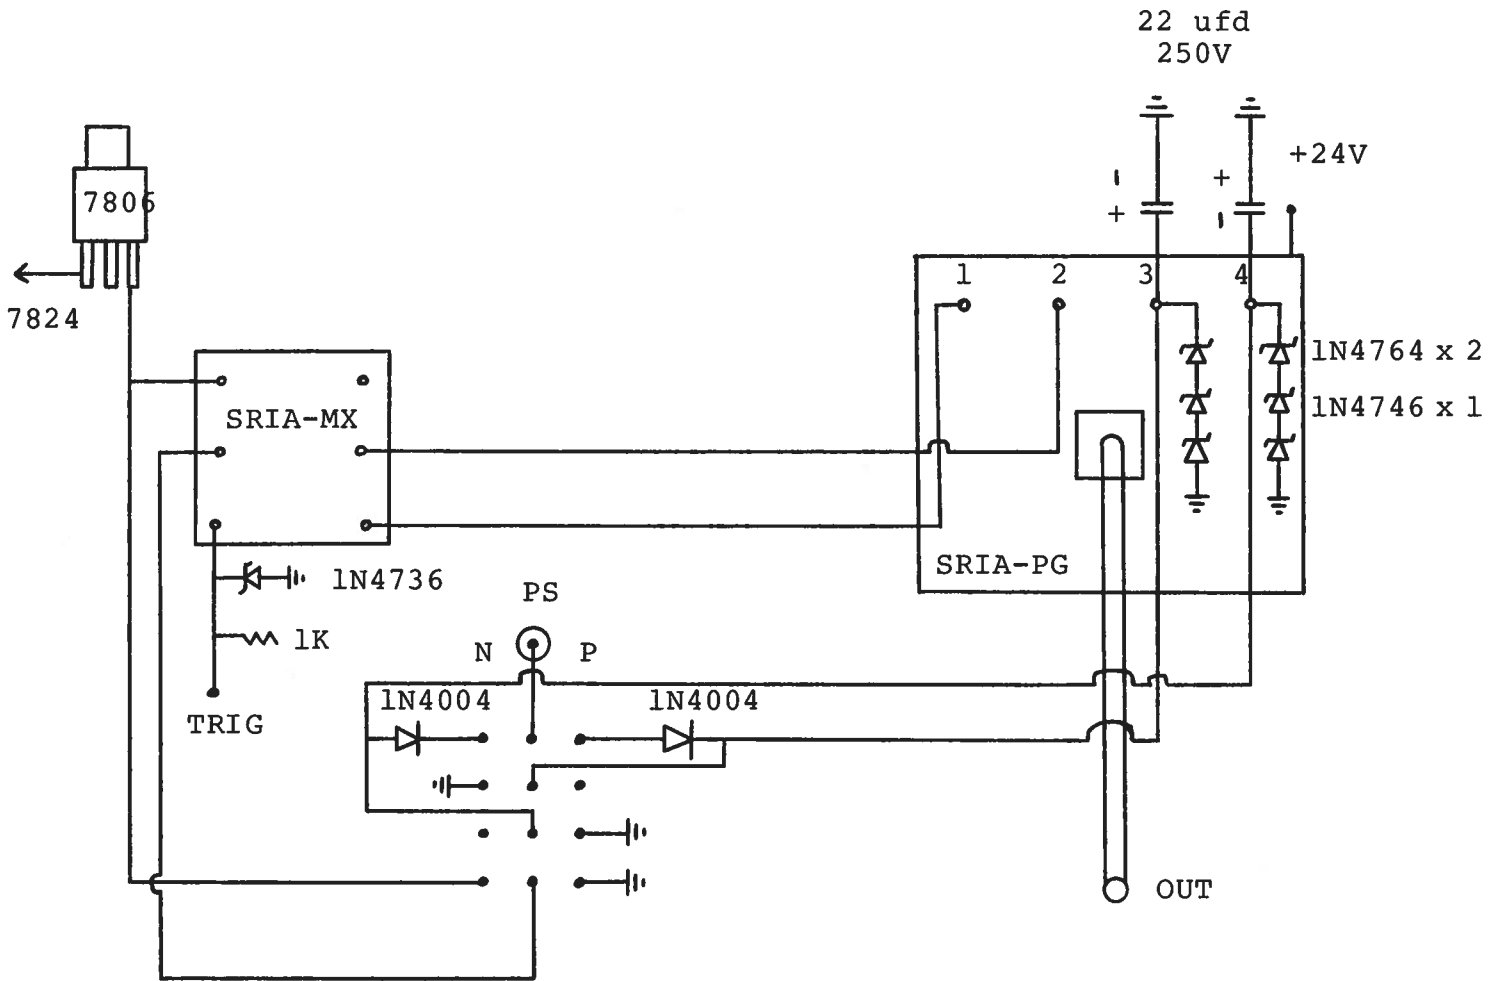 22 ufd
250V
- +
+ -
+24V
7806
7824
1 2 3 4
SRIA-MX
1N4764 x 2
1N4746 x 1
SRIA-PG
1N4736
PS
1K
N P
1N4004 1N4004
TRIG
OUT